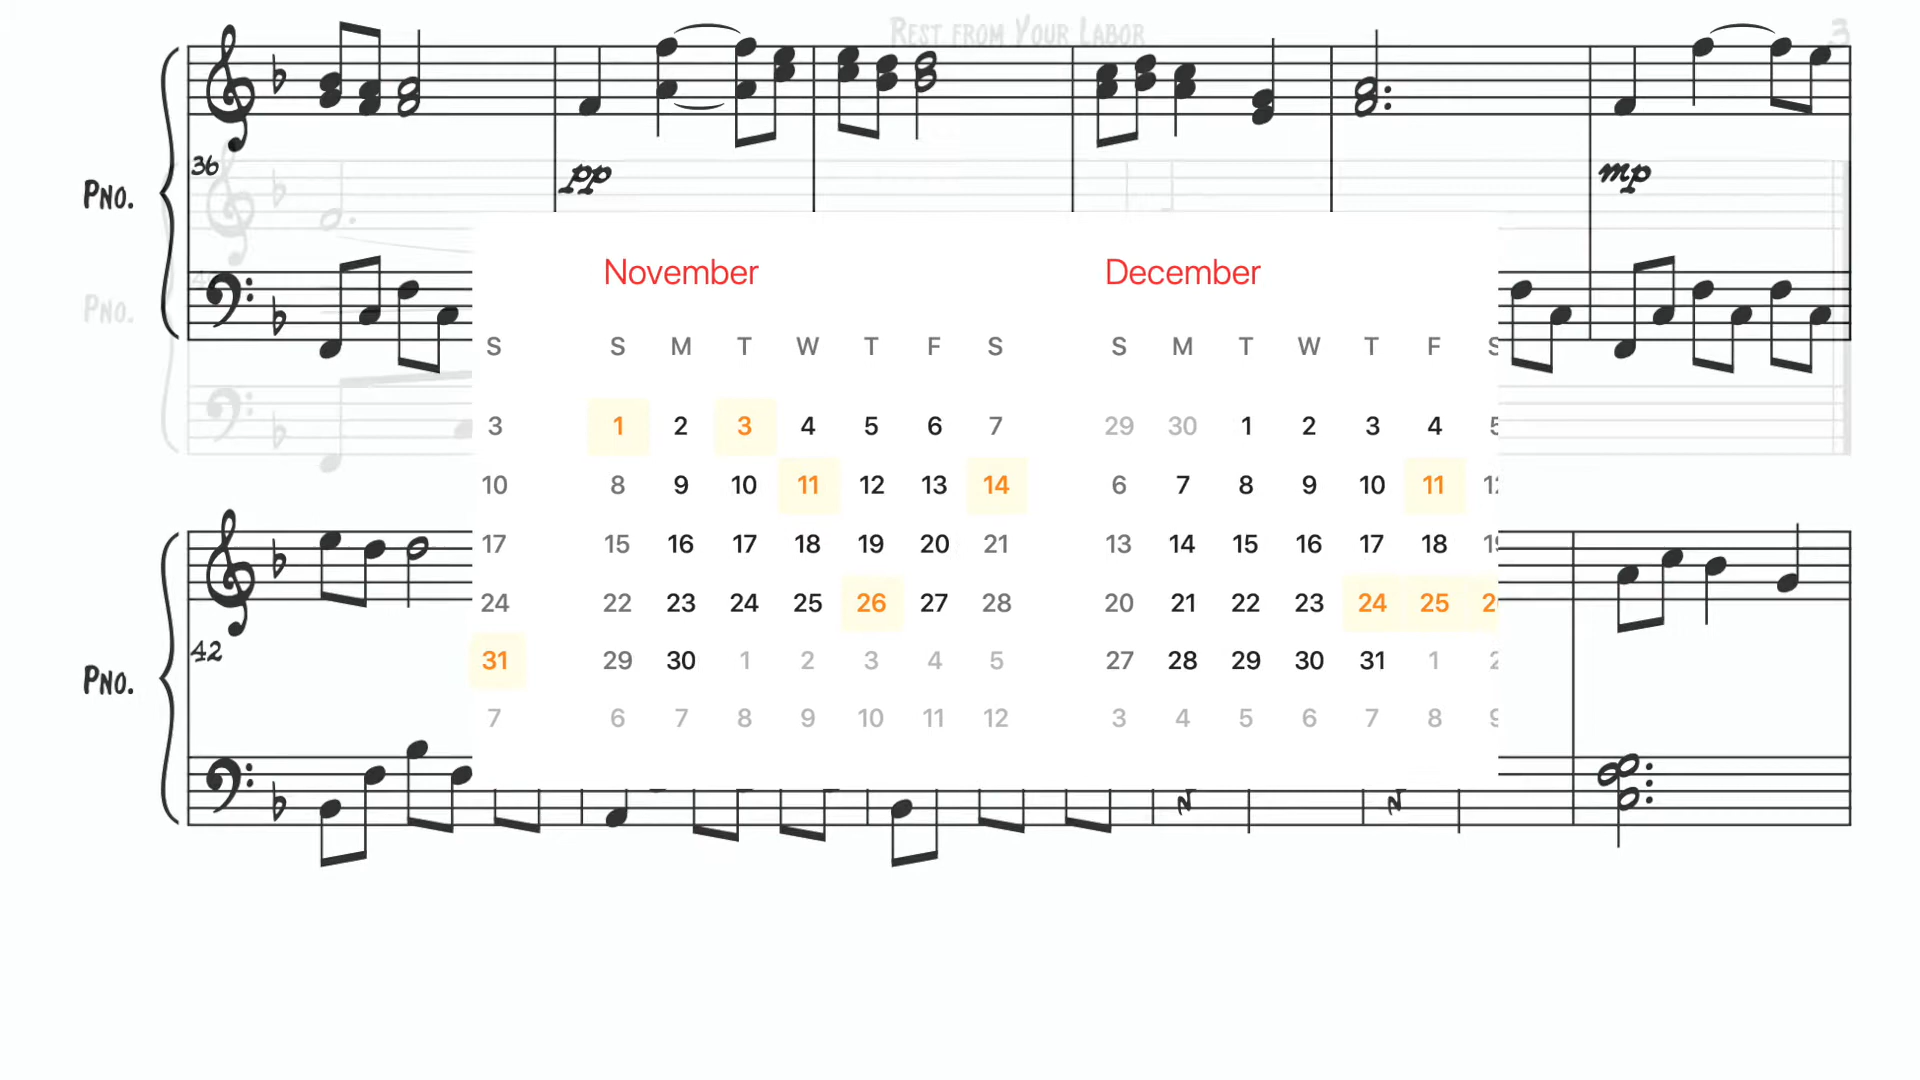 Rest from Your Labor 3
36
Pno.
pp
mp
Pno.
November December
S S M T W T F S S M T W T F
3 1 2 3 4 5 6 7 29 30 1 2 3 4
10 8 9 10 11 12 13 14 6 7 8 9 10 11
17 15 16 17 18 19 20 21 13 14 15 16 17 18
24 22 23 24 25 26 27 28 20 21 22 23 24 25
31 29 30 1 2 3 4 5 27 28 29 30 31 1
7 6 7 8 9 10 11 12 3 4 5 6 7 8
42
Pno.